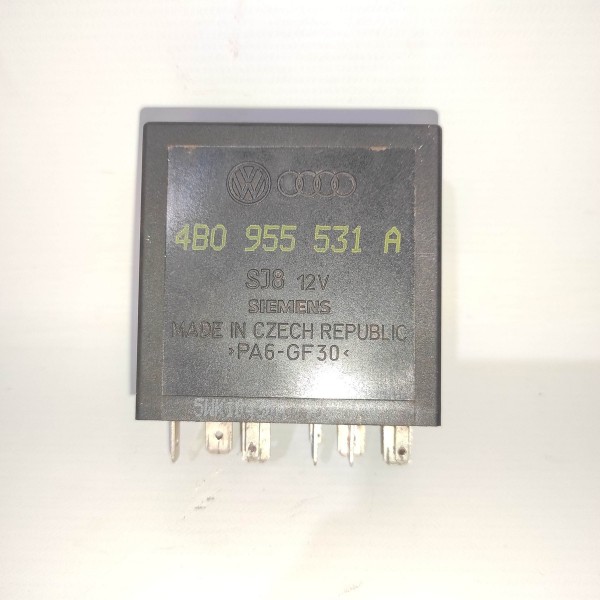 4B0 955 531 A
SJ8 12V
SIEMENS
MADE IN CZECH REPUBLIC
>PA6-GF30<